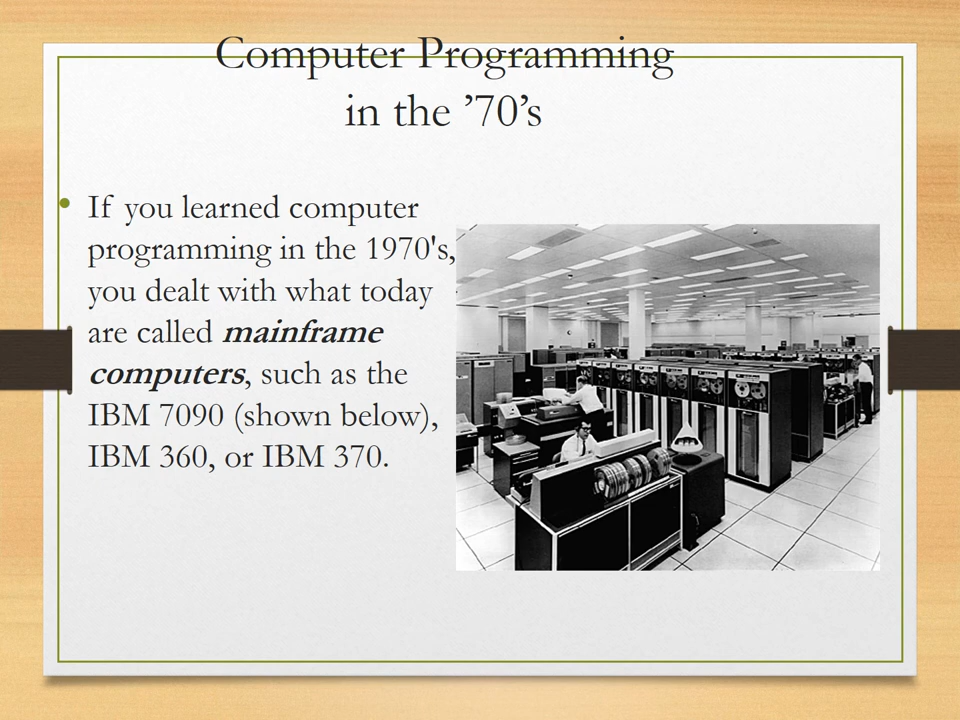 Computer Programming
in the ’70’s
• If you learned computer
programming in the 1970's,
you dealt with what today
are called mainframe
computers, such as the
IBM 7090 (shown below),
IBM 360, or IBM 370.